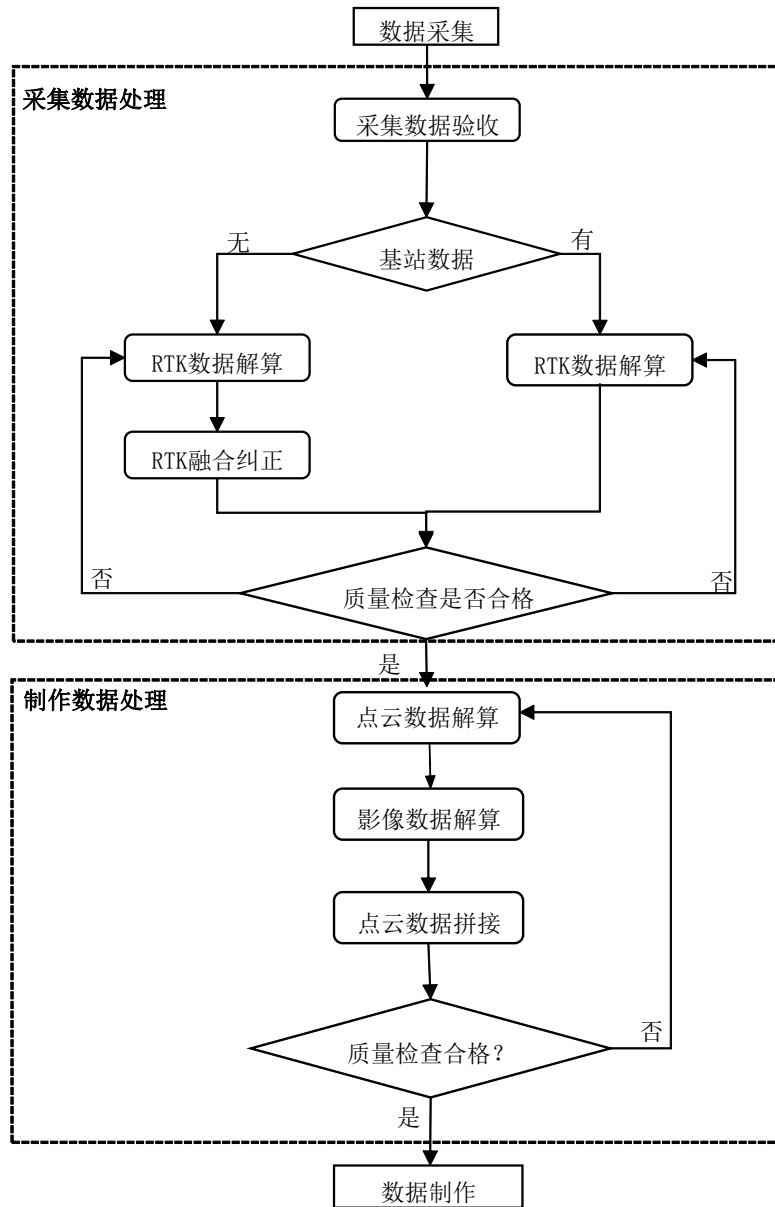 数据采集
采集数据处理
采集数据验收
无
有
基站数据
RTK数据解算
RTK数据解算
RTK融合纠正
否
否
质量检查是否合格
是
制作数据处理
点云数据解算
影像数据解算
点云数据拼接
否
质量检查合格？
是
数据制作